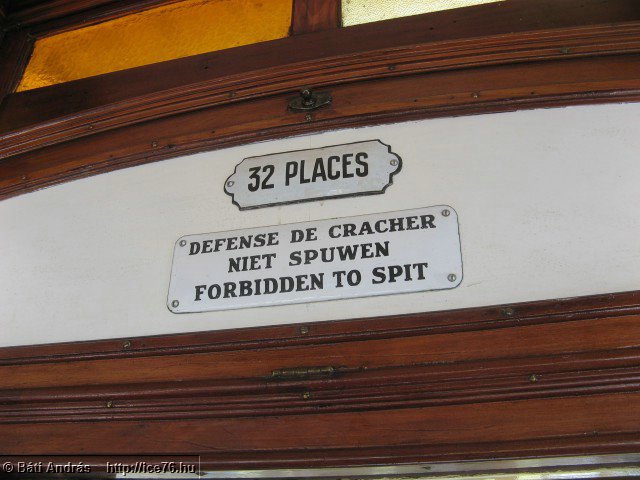 32 PLACES
DEFENSE DE CRACHER
NIET SPUWEN
FORBIDDEN TO SPIT
© Báti András - http://ice76.hu